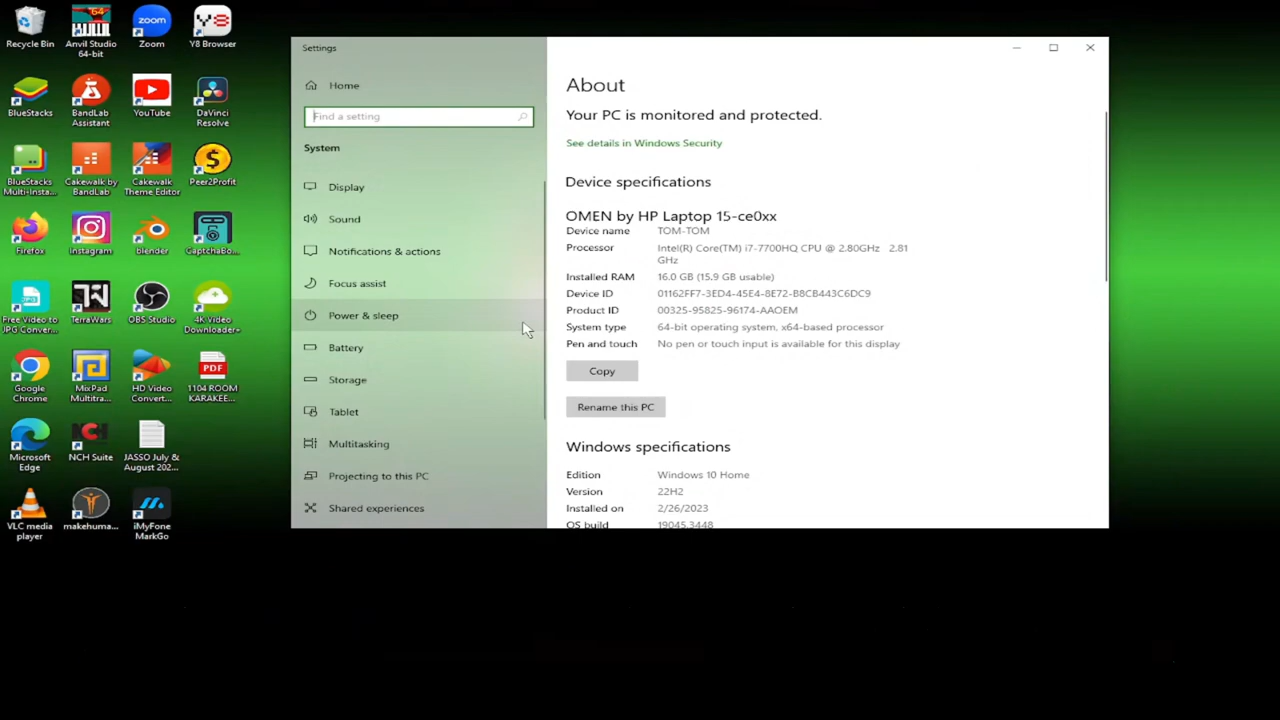 Recycle Bin
Anvil Studio
64-bit
Zoom
Y8 Browser
BlueStacks
BandLab
Assistant
YouTube
DaVinci
Resolve
BlueStacks
Multi-Insta...
Cakewalk by
BandLab
Cakewalk
Theme Editor
Peer2Profit
Firefox
Instagram
blender
CaptchaBo...
Free Video to
JPG Conver...
TerraWars
OBS Studio
4K Video
Downloader+
Google
Chrome
MixPad
Multitra...
HD Video
Convert...
PDF
1104 ROOM
KARAKEE...
Microsoft
Edge
NCH
NCH Suite
JASSO July &
August 202...
VLC media
player
makehuma...
iMyFone
MarkGo
Settings
Home
Find a setting
System
Display
Sound
Notifications & actions
Focus assist
Power & sleep
Battery
Storage
Tablet
Multitasking
Projecting to this PC
Shared experiences
About
Your PC is monitored and protected.
See details in Windows Security
Device specifications
OMEN by HP Laptop 15-ce0xx
Device name TOM-TOM
Processor Intel(R) Core(TM) i7-7700HQ CPU @ 2.80GHz 2.81
GHz
Installed RAM 16.0 GB (15.9 GB usable)
Device ID 01162FF7-3ED4-45E4-8E72-B8CB443C6DC9
Product ID 00325-95825-96174-AAOEM
System type 64-bit operating system, x64-based processor
Pen and touch No pen or touch input is available for this display
Copy
Rename this PC
Windows specifications
Edition Windows 10 Home
Version 22H2
Installed on 2/26/2023
OS build 19045.3448